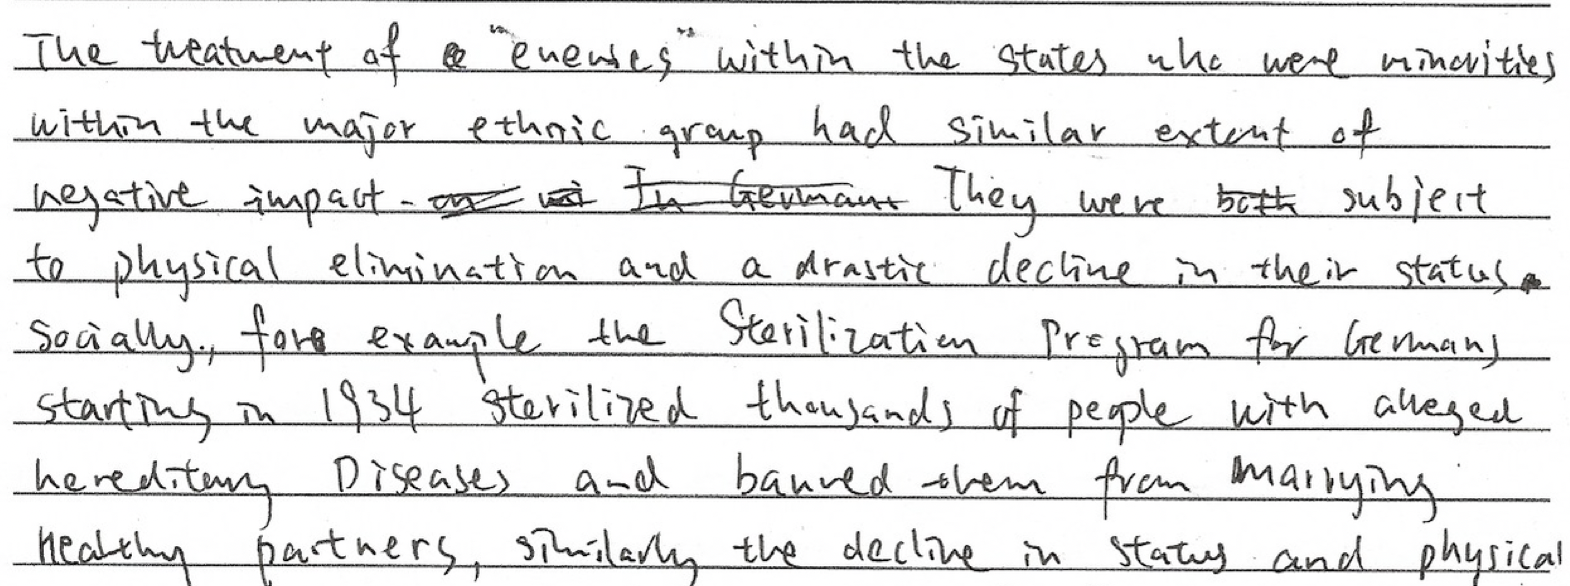 The treatment of "enemies" within the states who were minorities
within the major ethnic group had similar extent of
negative impact. In Germany They were both subject
to physical elimination and a drastic decline in their status.
Socially, for example the Sterilization Program for Germans
starting in 1934 sterilized thousands of people with alleged
hereditary Diseases and banned them from marrying
healthy partners, similarly the decline in status and physical